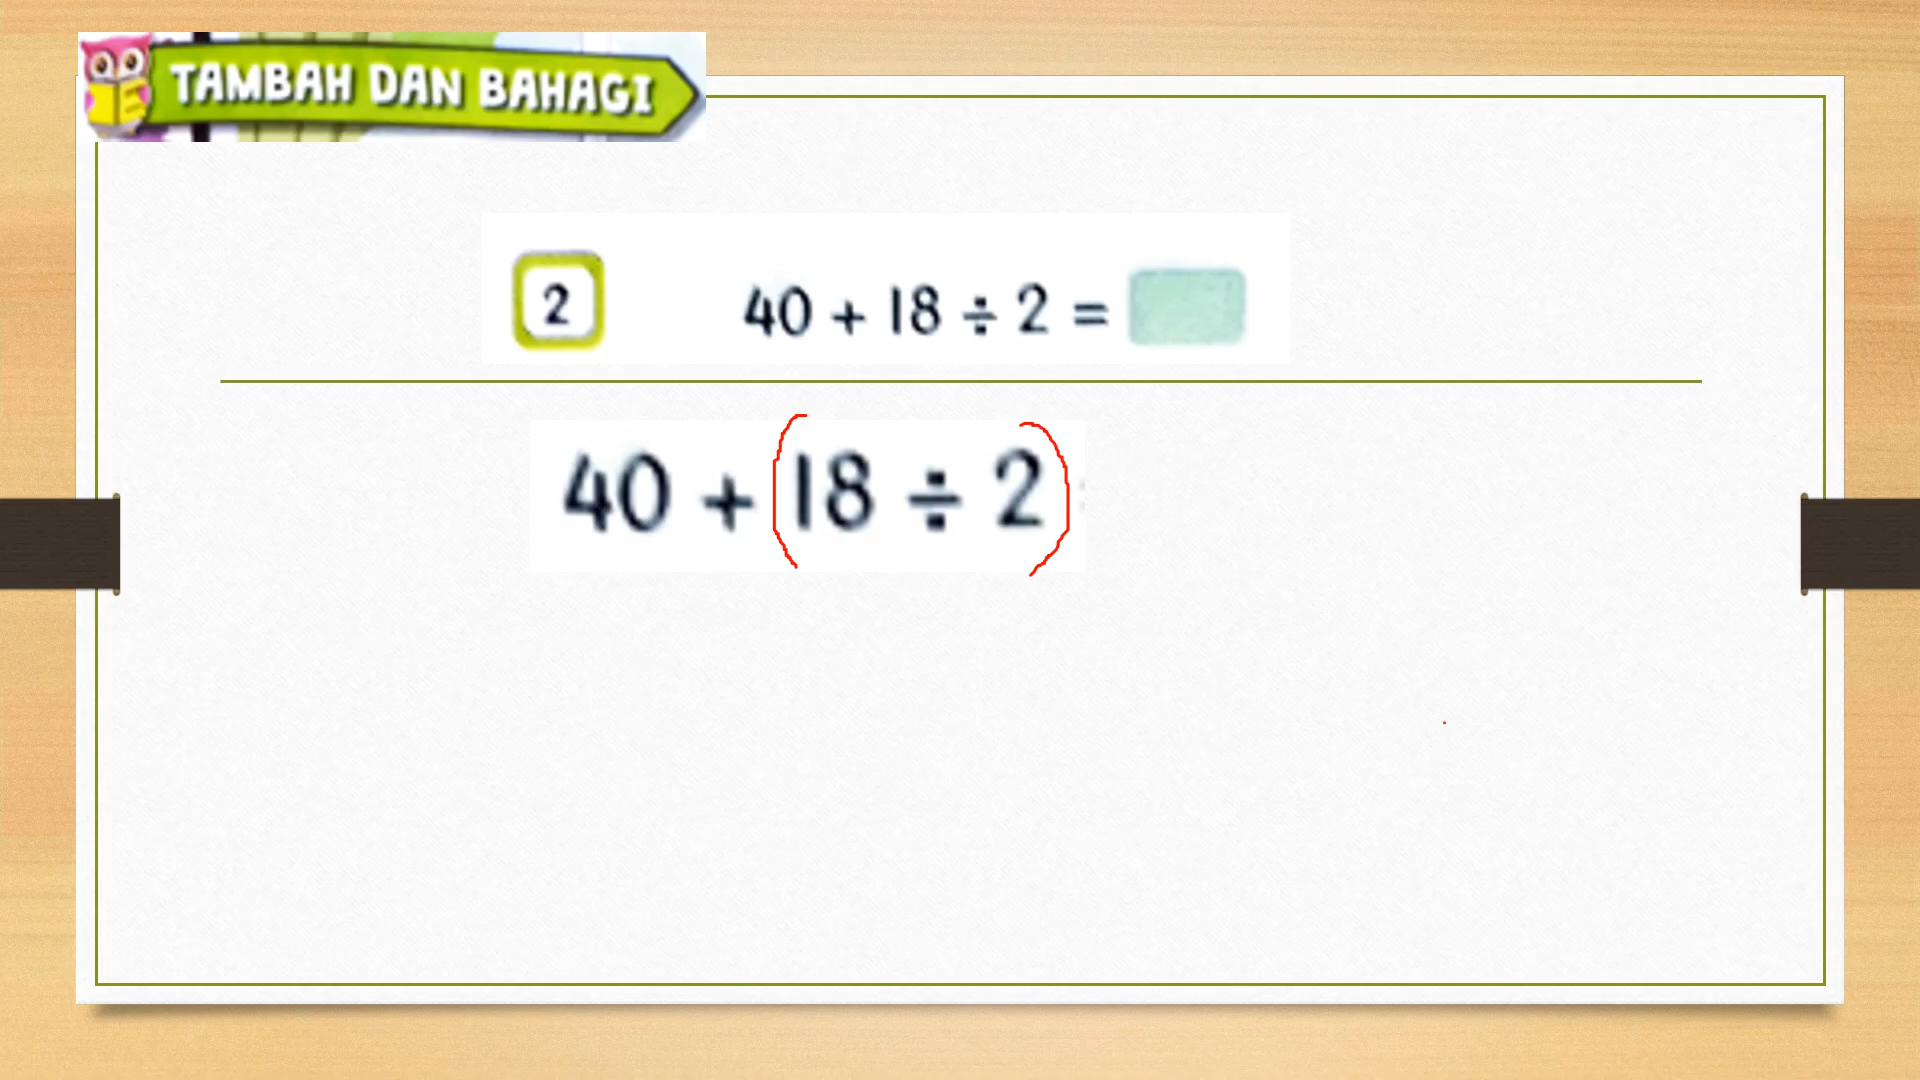 TAMBAH DAN BAHAGI
2 40 + 18 ÷ 2 =
40 + (18 ÷ 2)